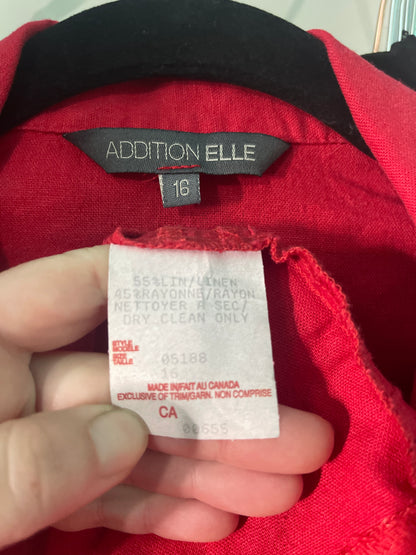 ADDITION ELLE
16
55%LIN/LINEN
45%RAYONNE/RAYON
NETTOYER A SEC/
DRY CLEAN ONLY
STYLE
MODELE 05188
SIZE
TAILLE 16
MADE IN/FAIT AU CANADA
EXCLUSIVE OF TRIM/GARN. NON COMPRISE
CA
00655